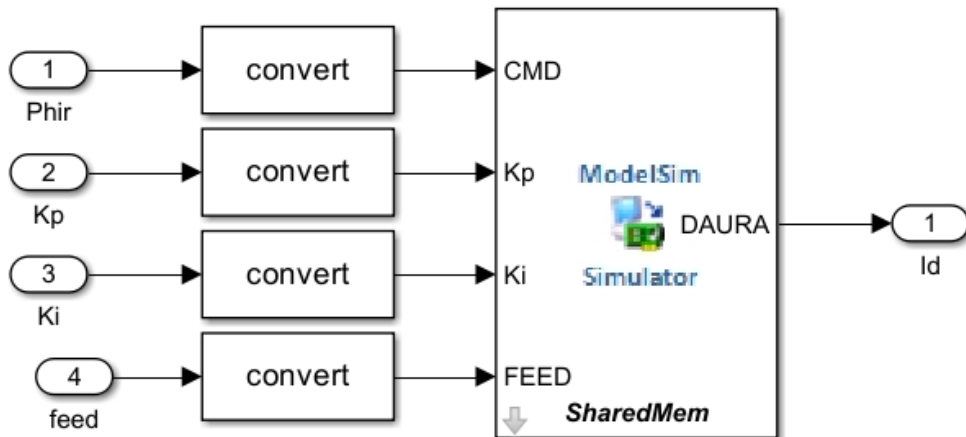 1
Phir
convert
CMD
2
Kp
convert
Kp
3
Ki
convert
Ki
4
feed
convert
FEED
ModelSim
Simulator
DAURA
SharedMem
1
Id